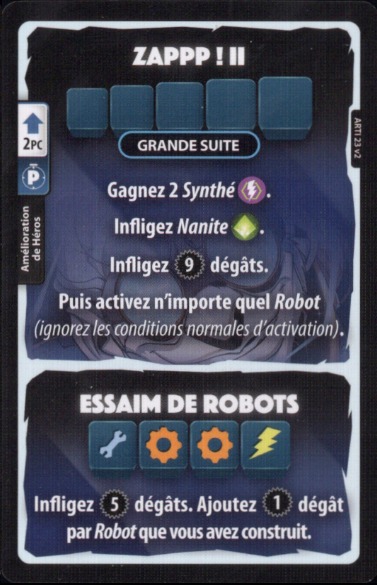 ZAPPP ! II
GRANDE SUITE
2PC
P
Amélioration
de Héros
ARTI 23 v2
Gagnez 2 Synthé.
Infligez Nanite.
Infligez 9 dégâts.
Puis activez n'importe quel Robot
(ignorez les conditions normales d'activation).
ESSAIM DE ROBOTS
Infligez 5 dégâts. Ajoutez 1 dégât
par Robot que vous avez construit.